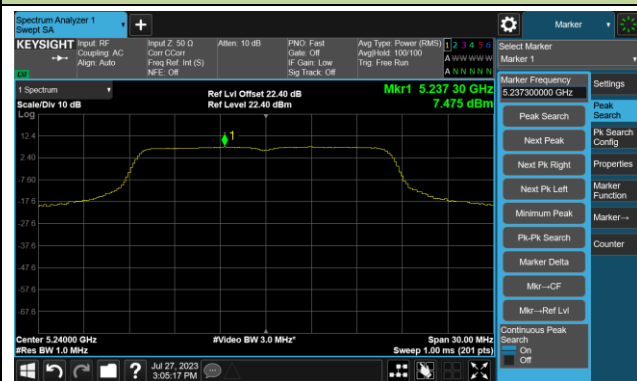 Spectrum Analyzer 1
Swept SA
+
Marker
KEYSIGHT
Input: RF
Coupling: AC
Align: Auto
Input Z: 50 Ω
Corr CCorr
Freq Ref: Int (S)
NFE: Off
Atten: 10 dB
PNO: Fast
Gate: Off
IF Gain: Low
Sig Track: Off
Avg Type: Power (RMS)
Avg|Hold: 100/100
Trig: Free Run
1 2 3 4 5 6
A W W W W W
A N N N N N
LXI
Select Marker
Marker 1
1 Spectrum
Scale/Div 10 dB
Log
Ref Lvl Offset 22.40 dB
Ref Level 22.40 dBm
Mkr1 5.237 30 GHz
7.475 dBm
1
12.4
2.40
-7.60
-17.6
-27.6
-37.6
-47.6
-57.6
-67.6
Center 5.24000 GHz
#Res BW 1.0 MHz
#Video BW 3.0 MHz*
Span 30.00 MHz
Sweep 1.00 ms (201 pts)
Marker Frequency
5.237300000 GHz
Peak Search
Next Peak
Next Pk Right
Next Pk Left
Minimum Peak
Pk-Pk Search
Marker Delta
Mkr→CF
Mkr→Ref Lvl
Continuous Peak
Search
On
Off
Settings
Peak
Search
Pk Search
Config
Properties
Marker
Function
Marker→
Counter
?
Jul 27, 2023
3:05:17 PM